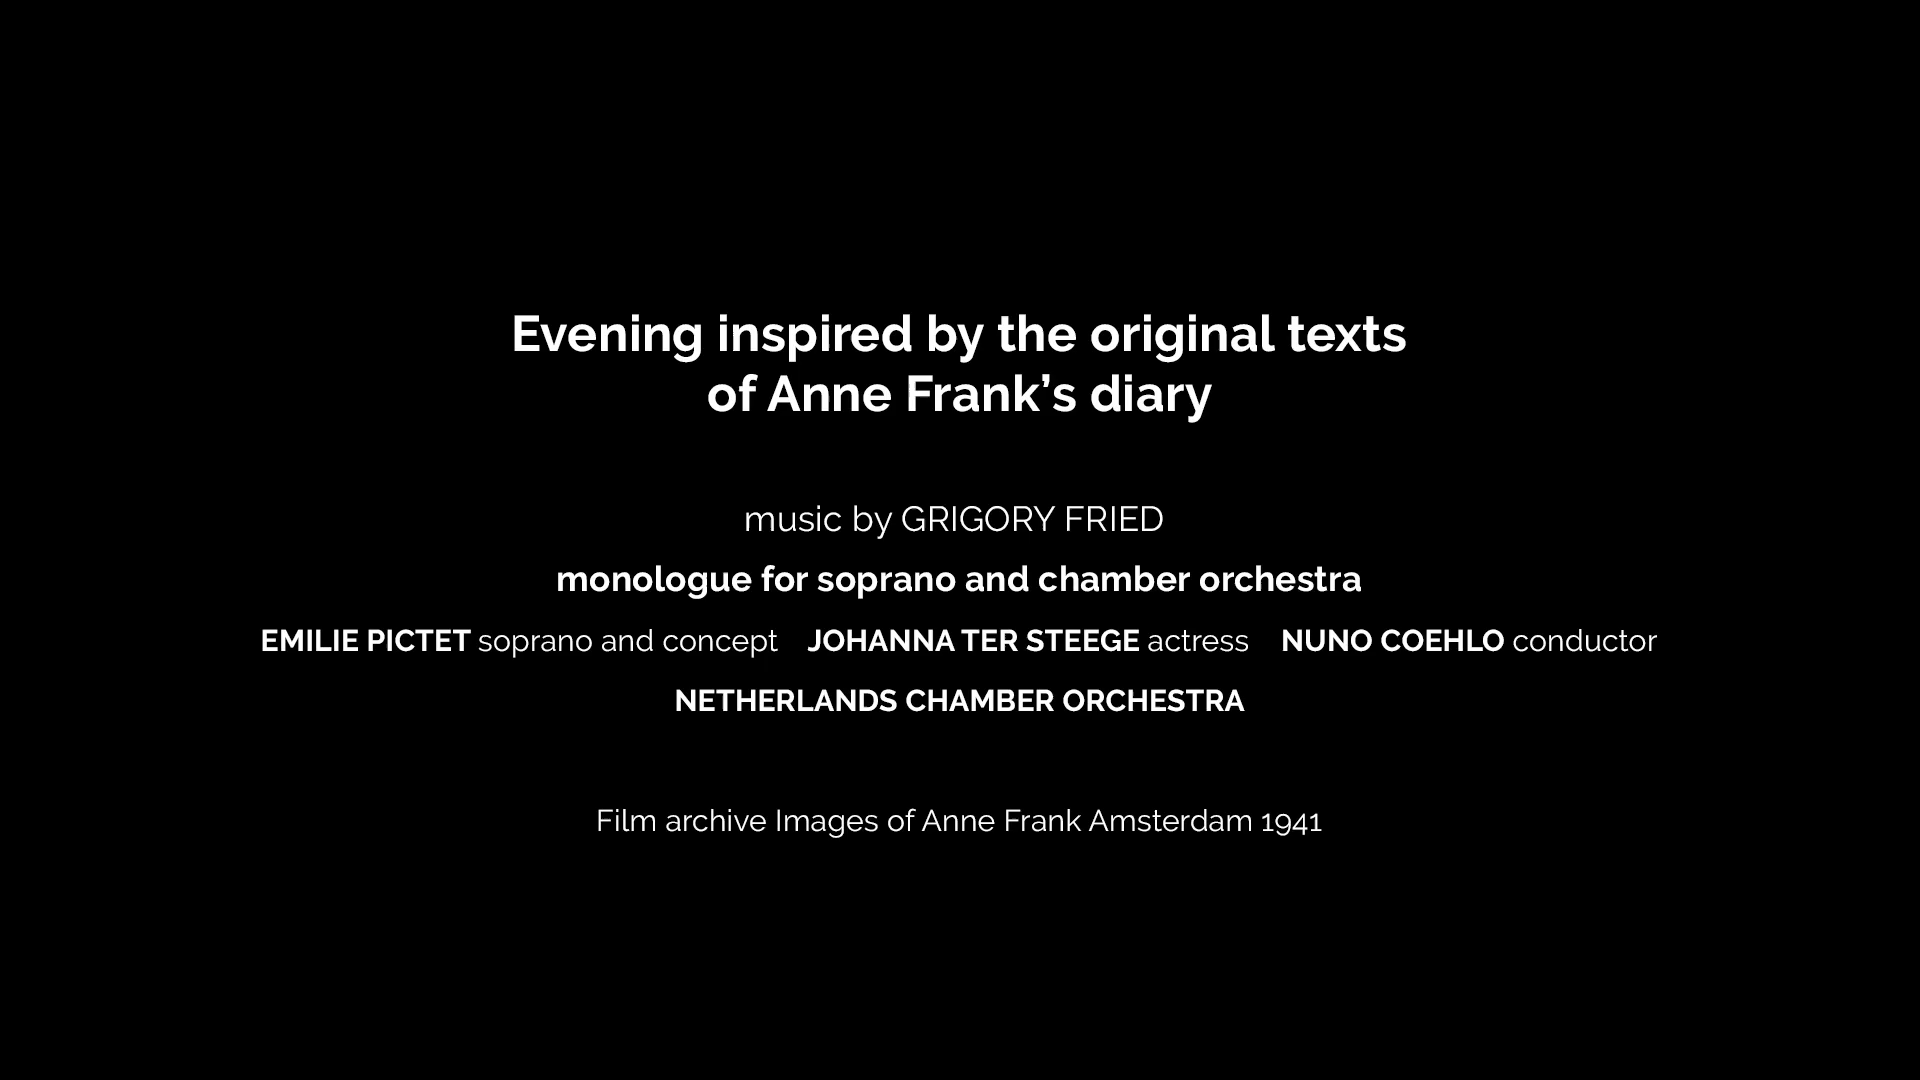 Evening inspired by the original texts
of Anne Frank’s diary
music by GRIGORY FRIED
monologue for soprano and chamber orchestra
EMILIE PICTET soprano and concept JOHANNA TER STEEGE actress NUNO COEHLO conductor
NETHERLANDS CHAMBER ORCHESTRA
Film archive Images of Anne Frank Amsterdam 1941